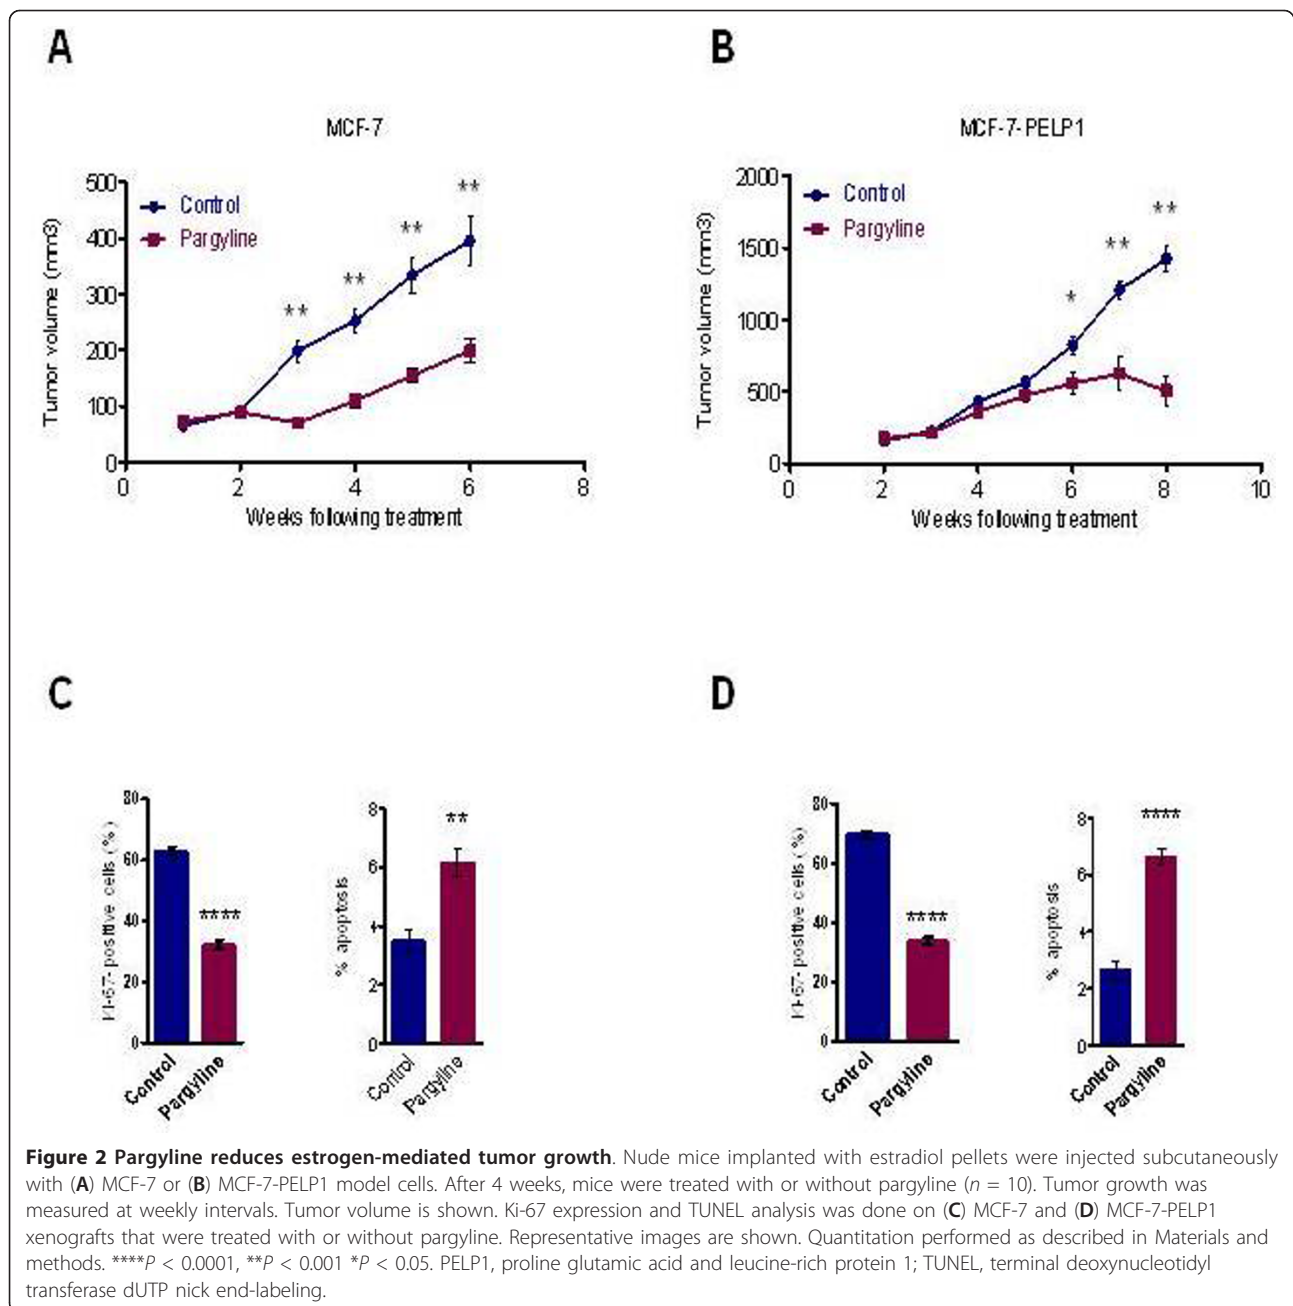 A
MCF-7
500
400
300
200
100
0
Tumor volume (mm3)
Control
Pargyline
**
**
**
**
0 2 4 6 8
Weeks following treatment
B
MCF-7-PELP1
2000
1500
1000
500
0
Tumor volume (mm3)
Control
Pargyline
*
**
**
0 2 4 6 8 10
Weeks following treatment
C
80
60
40
20
0
Ki-67-positive cells (%)
****
Control
Pargyline
8
6
4
2
0
% apoptosis
**
Control
Pargyline
D
80
60
40
20
0
Ki-67-positive cells (%)
****
Control
Pargyline
8
6
4
2
0
% apoptosis
****
Control
Pargyline
Figure 2 Pargyline reduces estrogen-mediated tumor growth. Nude mice implanted with estradiol pellets were injected subcutaneously
with (A) MCF-7 or (B) MCF-7-PELP1 model cells. After 4 weeks, mice were treated with or without pargyline (n = 10). Tumor growth was
measured at weekly intervals. Tumor volume is shown. Ki-67 expression and TUNEL analysis was done on (C) MCF-7 and (D) MCF-7-PELP1
xenografts that were treated with or without pargyline. Representative images are shown. Quantitation performed as described in Materials and
methods. ****P < 0.0001, **P < 0.001 *P < 0.05. PELP1, proline glutamic acid and leucine-rich protein 1; TUNEL, terminal deoxynucleotidyl
transferase dUTP nick end-labeling.